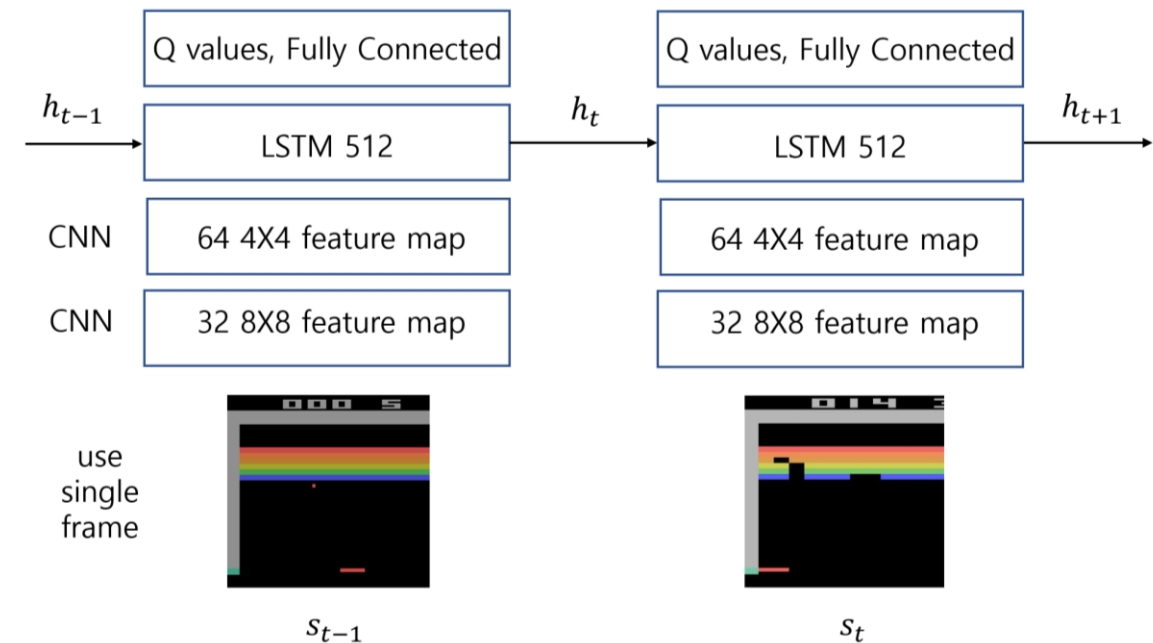 Q values, Fully Connected
Q values, Fully Connected
h_{t-1}
LSTM 512
h_t
LSTM 512
h_{t+1}
CNN
64 4X4 feature map
64 4X4 feature map
CNN
32 8X8 feature map
32 8X8 feature map
000 5
014
use
single
frame
s_{t-1}
s_t